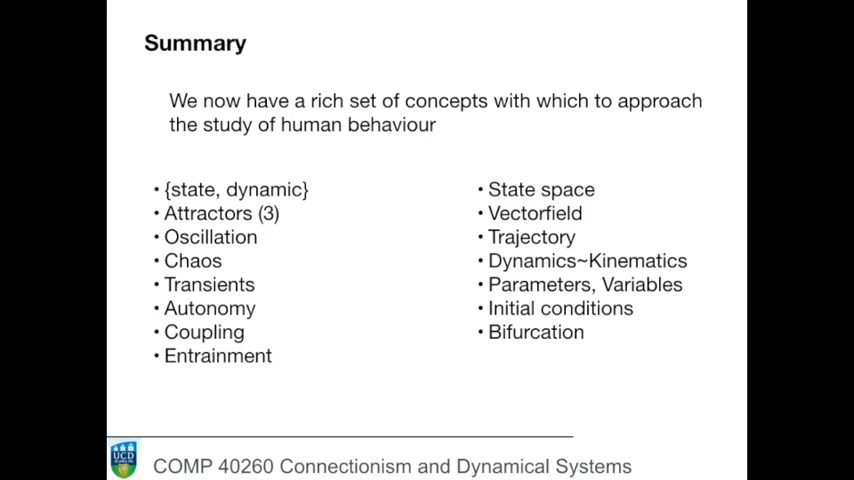 Summary
We now have a rich set of concepts with which to approach
the study of human behaviour
• {state, dynamic}
• Attractors (3)
• Oscillation
• Chaos
• Transients
• Autonomy
• Coupling
• Entrainment
• State space
• Vectorfield
• Trajectory
• Dynamics~Kinematics
• Parameters, Variables
• Initial conditions
• Bifurcation
UCD
DUBLIN
COMP 40260 Connectionism and Dynamical Systems